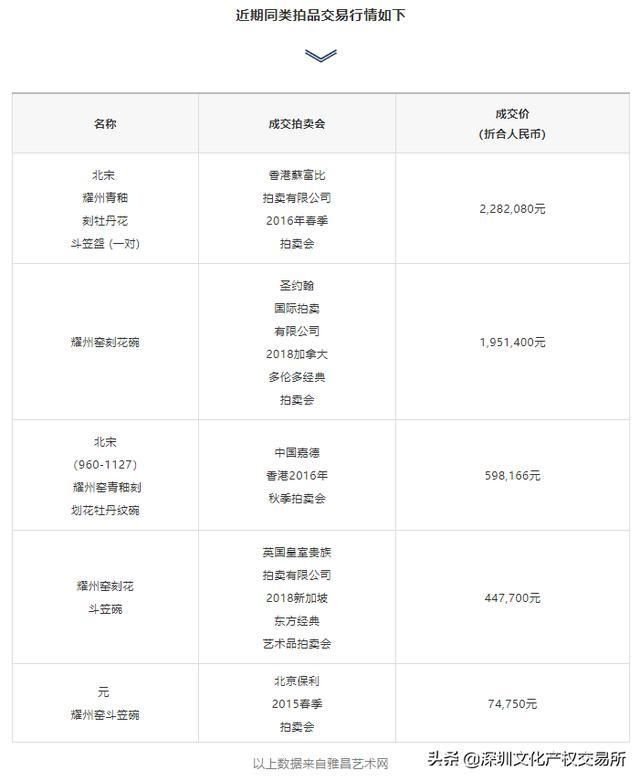 近期同类拍品交易行情如下
名称
成交拍卖会
成交价
(折合人民币)
北宋
耀州青釉
刻牡丹花
斗笠盌 (一对)
香港蘇富比
拍卖有限公司
2016年春季
拍卖会
2,282,080元
耀州窑刻花碗
圣约翰
国际拍卖
有限公司
2018加拿大
多伦多经典
拍卖会
1,951,400元
北宋
(960-1127)
耀州窑青釉刻
划花牡丹纹碗
中国嘉德
香港2016年
秋季拍卖会
598,166元
耀州窑刻花
斗笠碗
英国皇室贵族
拍卖有限公司
2018新加坡
东方经典
艺术品拍卖会
447,700元
元
耀州窑斗笠碗
北京保利
2015春季
拍卖会
74,750元
以上数据来自雅昌艺术网
头条 @深圳文化产权交易所